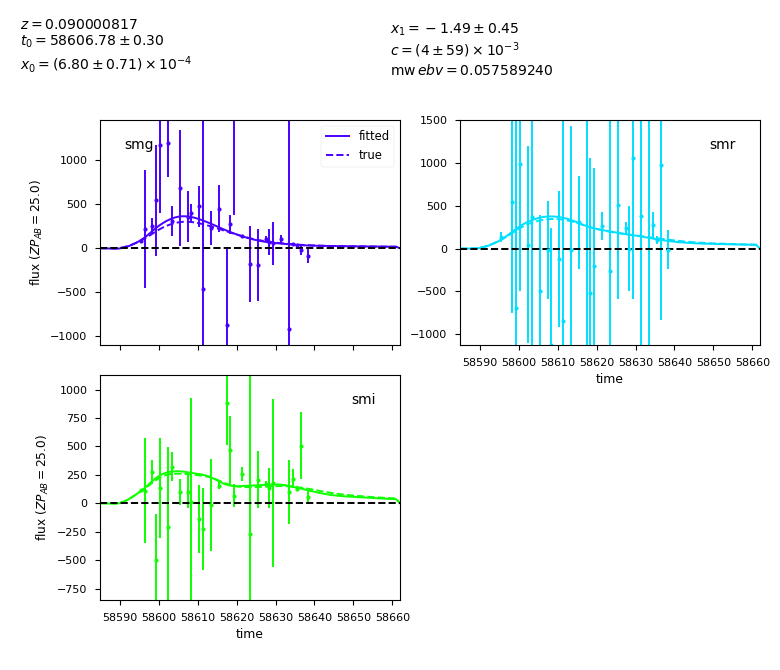 z = 0.090000817
t₀ = 58606.78 ± 0.30
x₀ = (6.80 ± 0.71) × 10⁻⁴
x₁ = −1.49 ± 0.45
c = (4 ± 59) × 10⁻³
mw ebv = 0.057589240
smg
fitted
true
1000
500
0
−500
−1000
flux (ZP_AB = 25.0)
smr
1500
1000
500
0
−500
−1000
58590 58600 58610 58620 58630 58640 58650 58660
time
smi
1000
750
500
250
0
−250
−500
−750
flux (ZP_AB = 25.0)
58590 58600 58610 58620 58630 58640 58650 58660
time